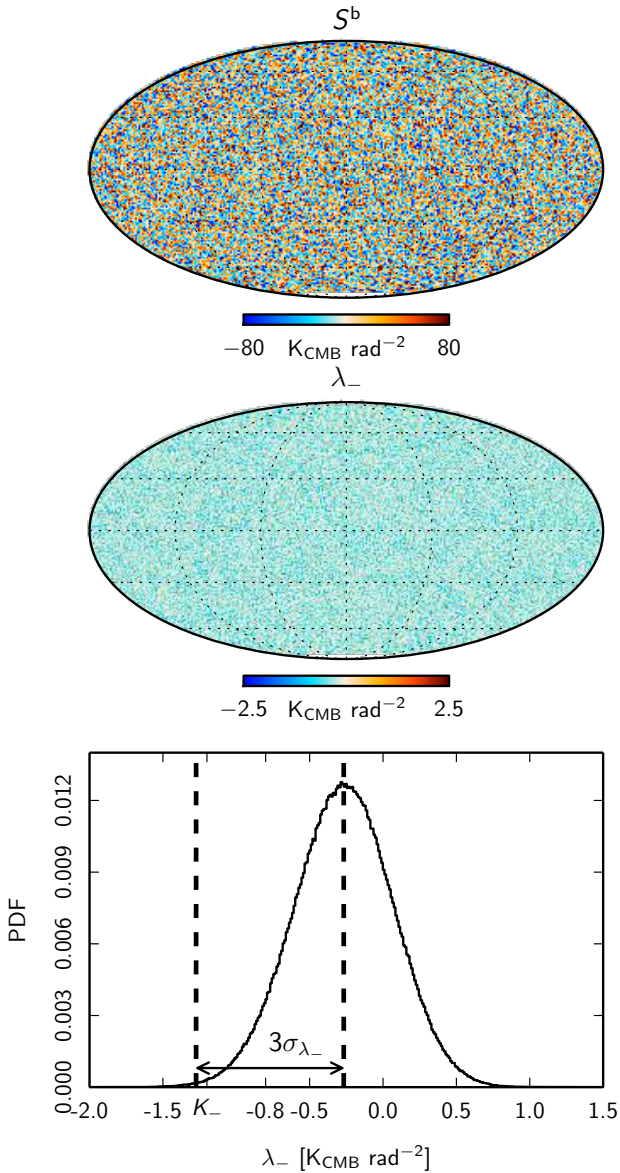 S^b
−80 K_CMB rad^−2 80
λ_−
−2.5 K_CMB rad^−2 2.5
0.012
0.009
0.006
0.003
0.000
PDF
3σ_λ_−
-2.0 -1.5 K_− -0.8 -0.5 0.0 0.5 1.0 1.5
λ_− [K_CMB rad^−2]